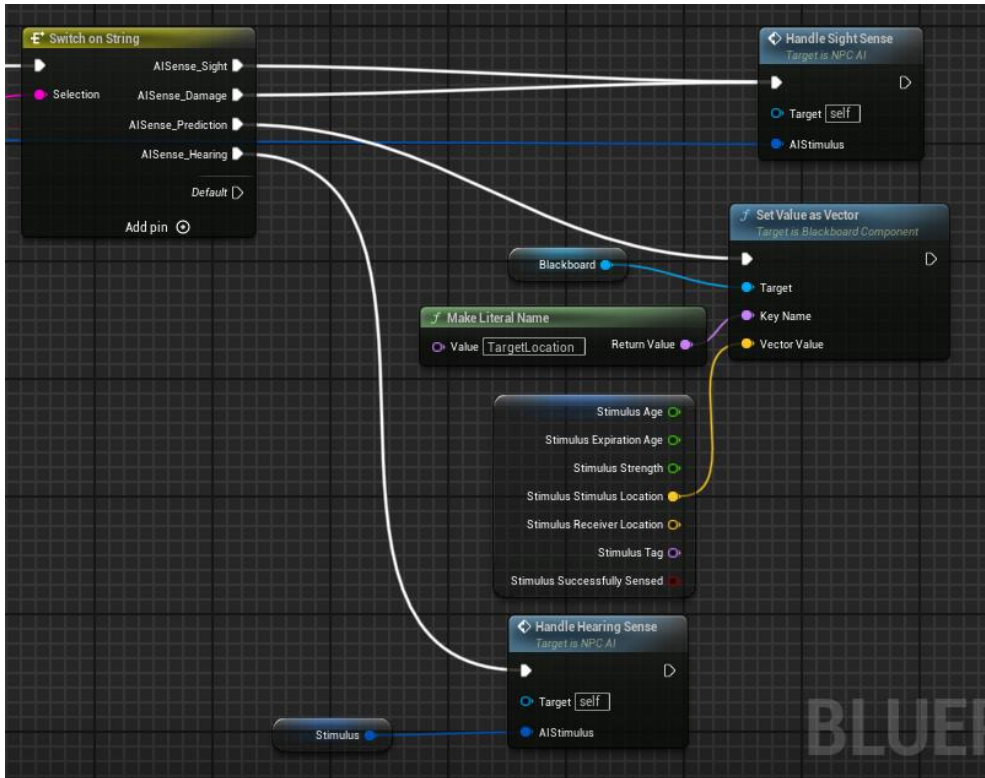 Switch on String
AISense_Sight
Selection
AISense_Damage
AISense_Prediction
AISense_Hearing
Default
Add pin
Handle Sight Sense
Target is NPC AI
Target self
AIStimulus
Set Value as Vector
Target is Blackboard Component
Blackboard
Target
Key Name
Vector Value
f Make Literal Name
Value TargetLocation Return Value
Stimulus Age
Stimulus Expiration Age
Stimulus Strength
Stimulus Stimulus Location
Stimulus Receiver Location
Stimulus Tag
Stimulus Successfully Sensed
Handle Hearing Sense
Target is NPC AI
Target self
Stimulus
AIStimulus